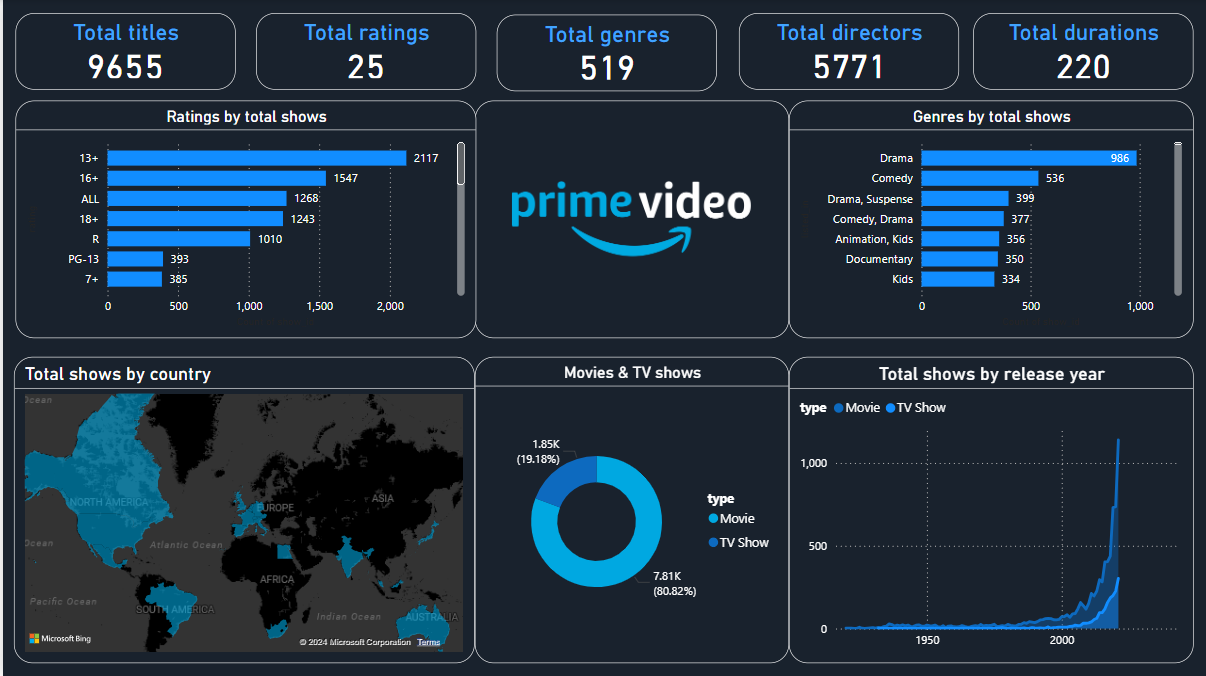 Total titles
9655
Total ratings
25
Total genres
519
Total directors
5771
Total durations
220
Ratings by total shows
13+ 2117
16+ 1547
ALL 1268
18+ 1243
R 1010
PG-13 393
7+ 385
0 500 1,000 1,500 2,000
prime video
Genres by total shows
Drama 986
Comedy 536
Drama, Suspense 399
Comedy, Drama 377
Animation, Kids 356
Documentary 350
Kids 334
0 500 1,000
Total shows by country
Ocean
NORTH AMERICA
EUROPE
ASIA
Ocean
Atlantic Ocean
AFRICA
Pacific Ocean
SOUTH AMERICA
Indian Ocean
AUSTRALIA
Microsoft Bing
© 2024 Microsoft Corporation Terms
Movies & TV shows
1.85K
(19.18%)
type
Movie
TV Show
7.81K
(80.82%)
Total shows by release year
type Movie TV Show
1,000
500
0
1950 2000